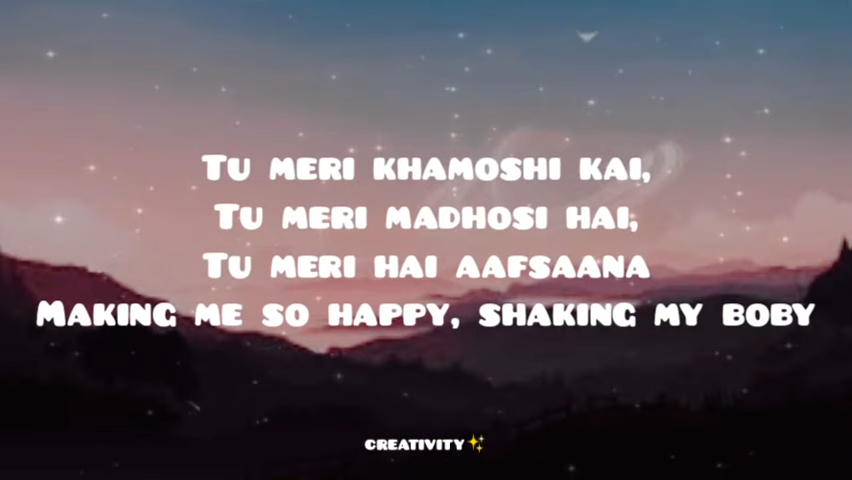 Tu meri khamoshi kai,
Tu meri madhosi hai,
Tu meri hai aafsaana
Making me so happy, shaking my boby
CREATIVITY✨